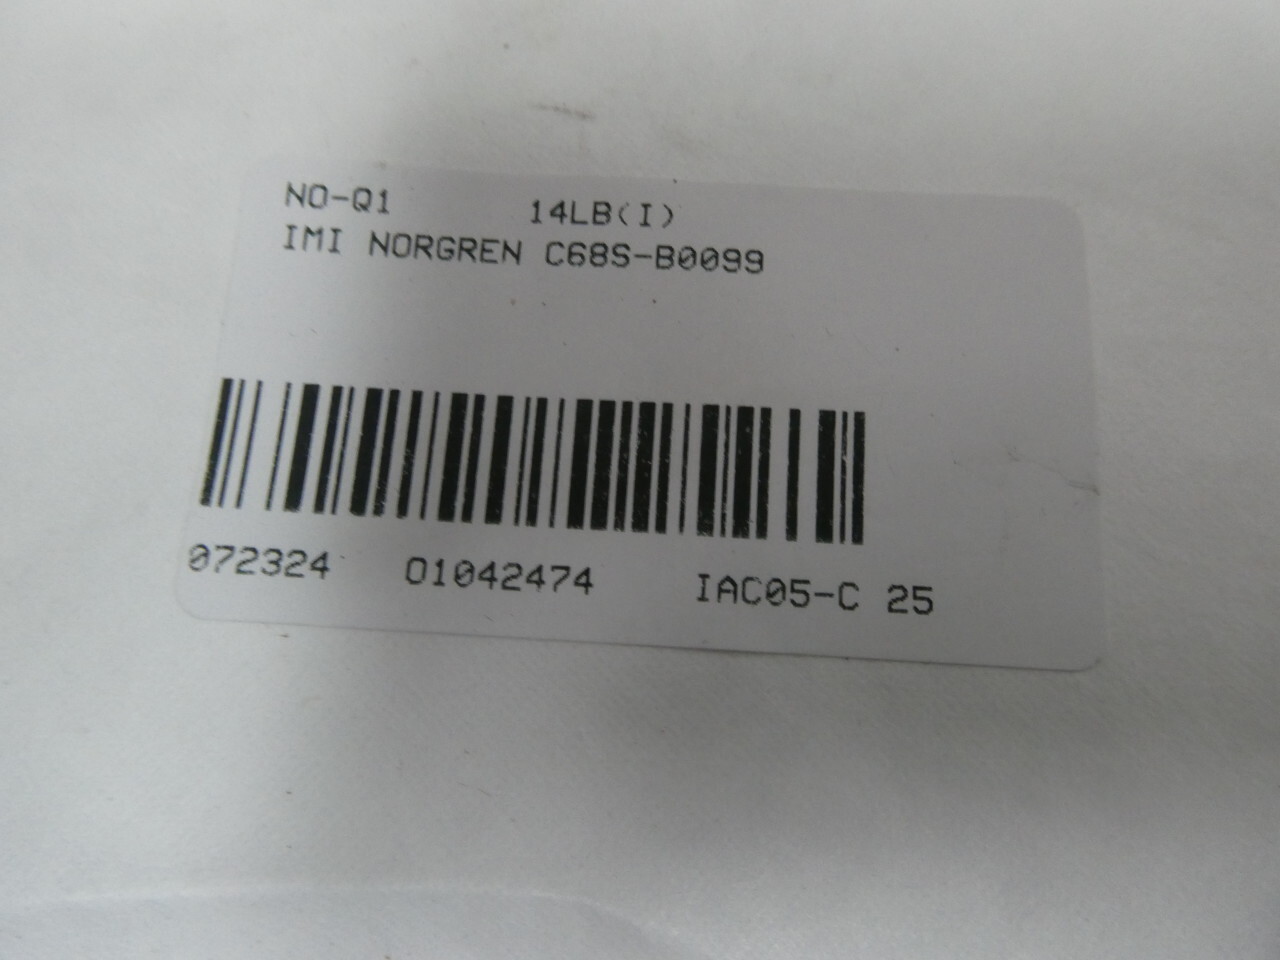 NO-Q1 14LB(I)
IMI NORGREN C68S-B0099
072324 01042474 IAC05-C 25